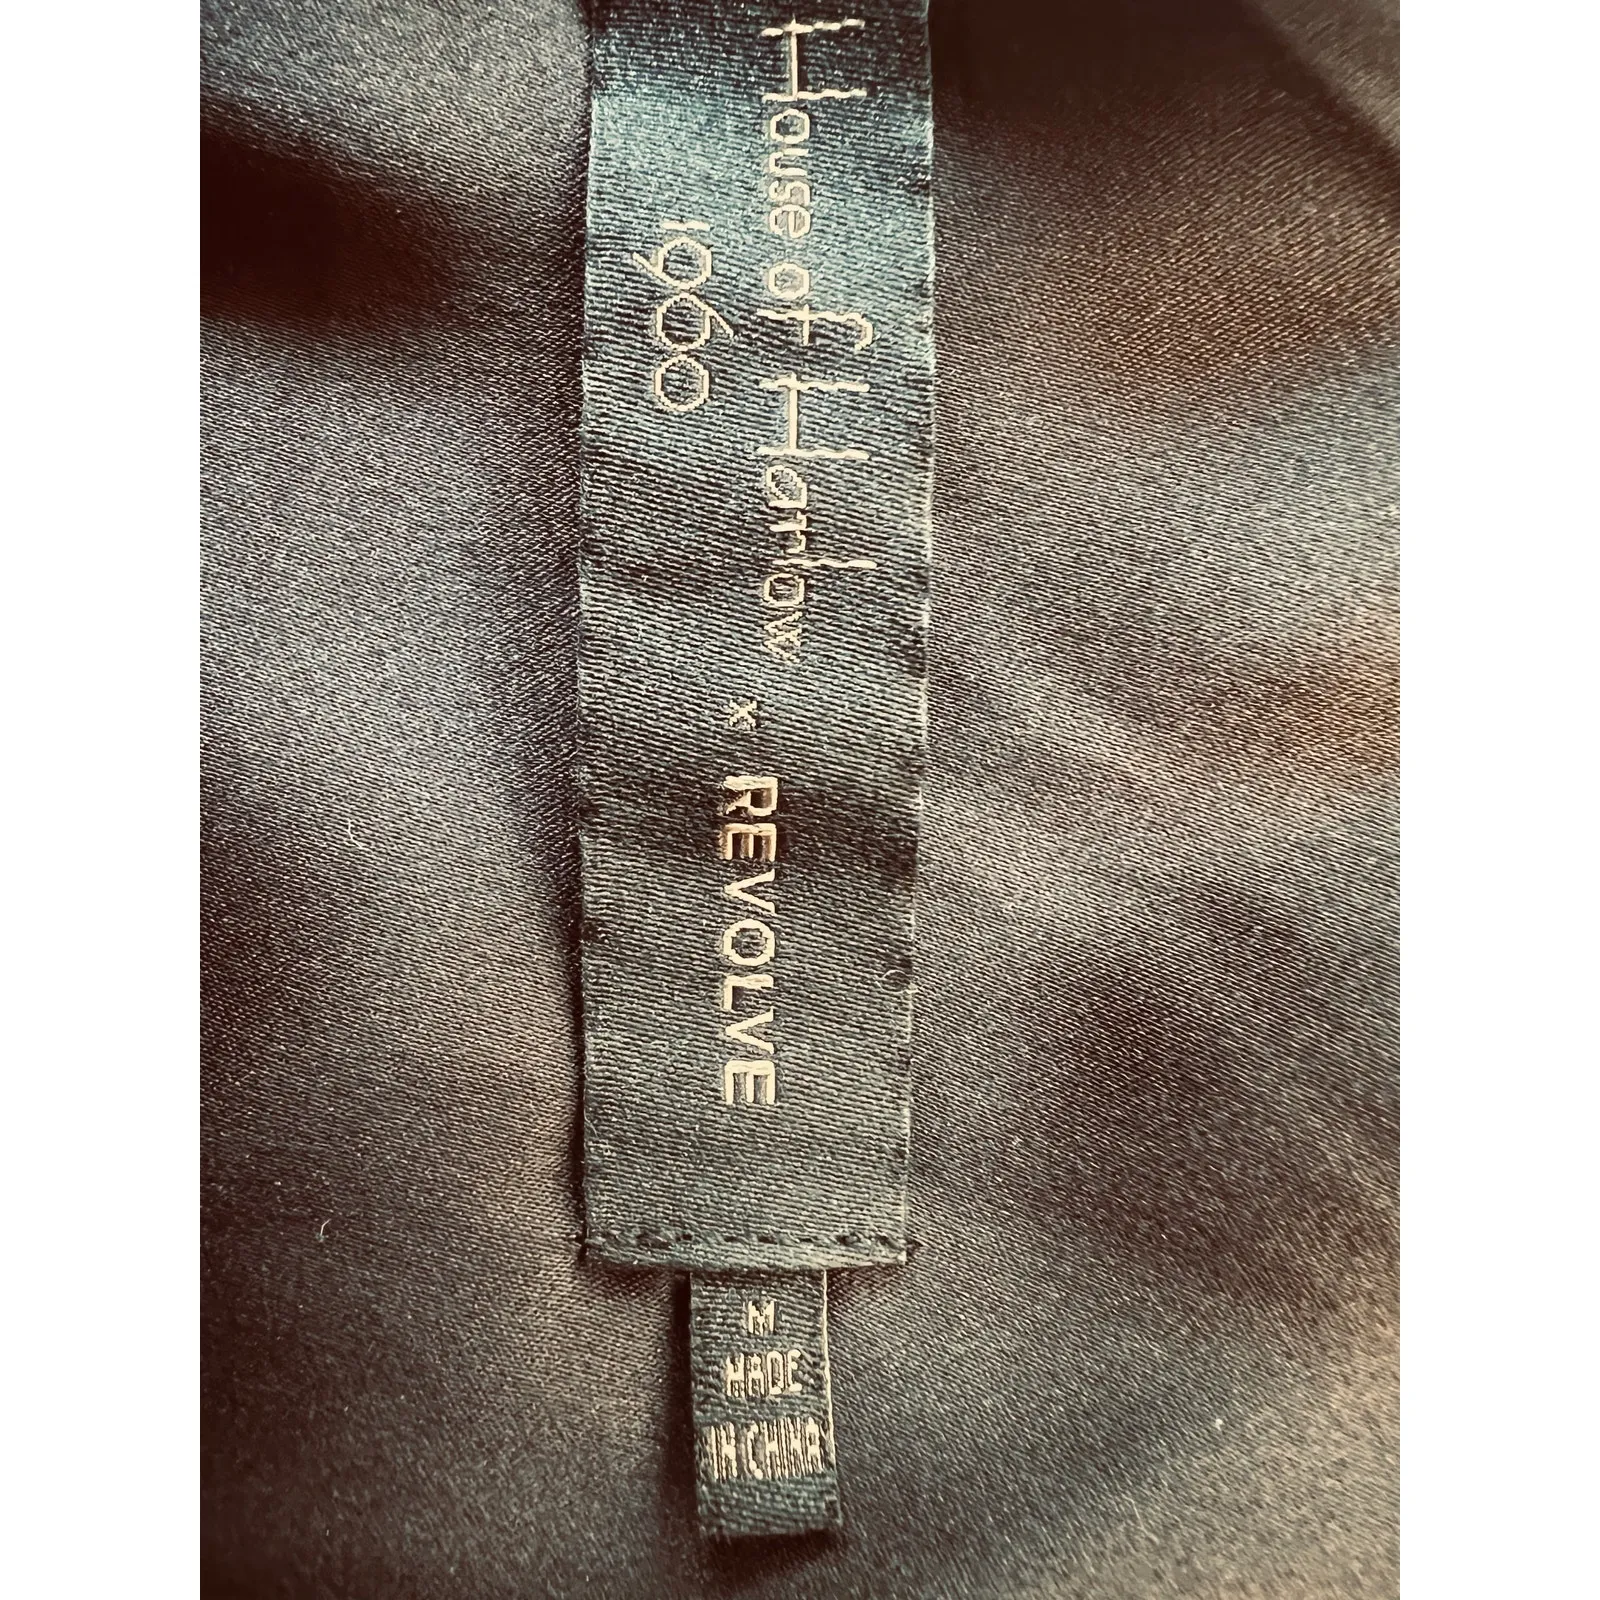 House of Harlow x REVOLVE
1960
M
MADE
IN CHINA